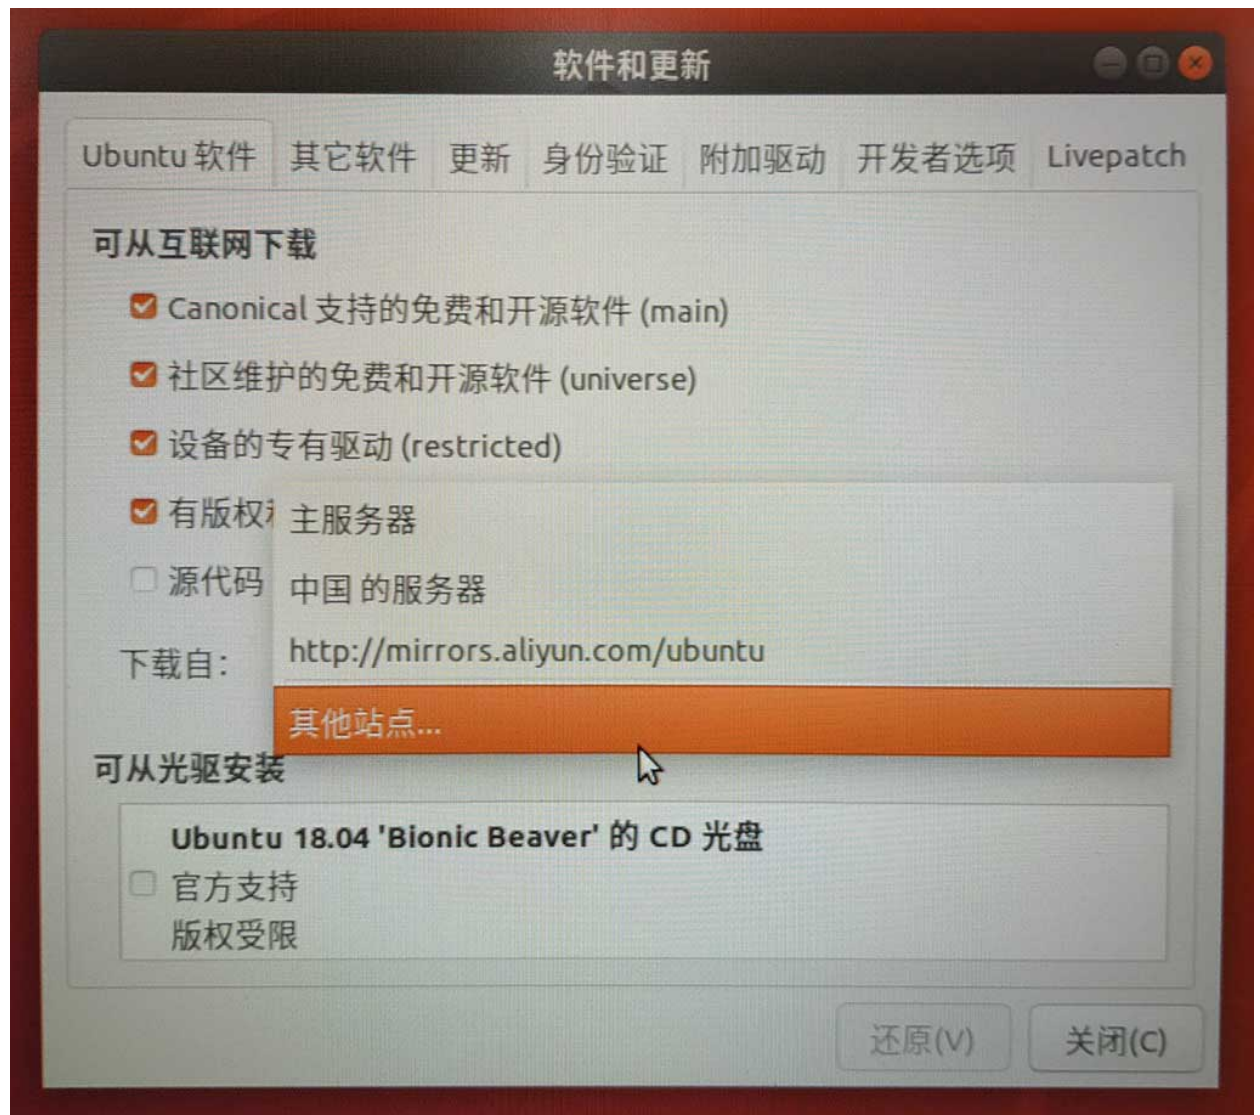 软件和更新
Ubuntu 软件 其它软件 更新 身份验证 附加驱动 开发者选项 Livepatch
可从互联网下载
Canonical 支持的免费和开源软件 (main)
社区维护的免费和开源软件 (universe)
设备的专有驱动 (restricted)
有版权
主服务器
源代码
中国 的服务器
http://mirrors.aliyun.com/ubuntu
下载自：
其他站点...
可从光驱安装
Ubuntu 18.04 'Bionic Beaver' 的 CD 光盘
官方支持
版权受限
还原(V) 关闭(C)